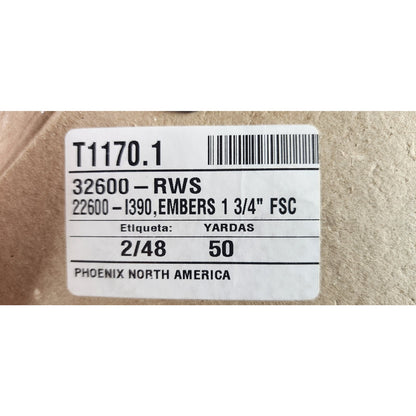 T1170.1
32600-RWS
22600-I390,EMBERS 1 3/4" FSC
Etiqueta: YARDAS
2/48 50
PHOENIX NORTH AMERICA